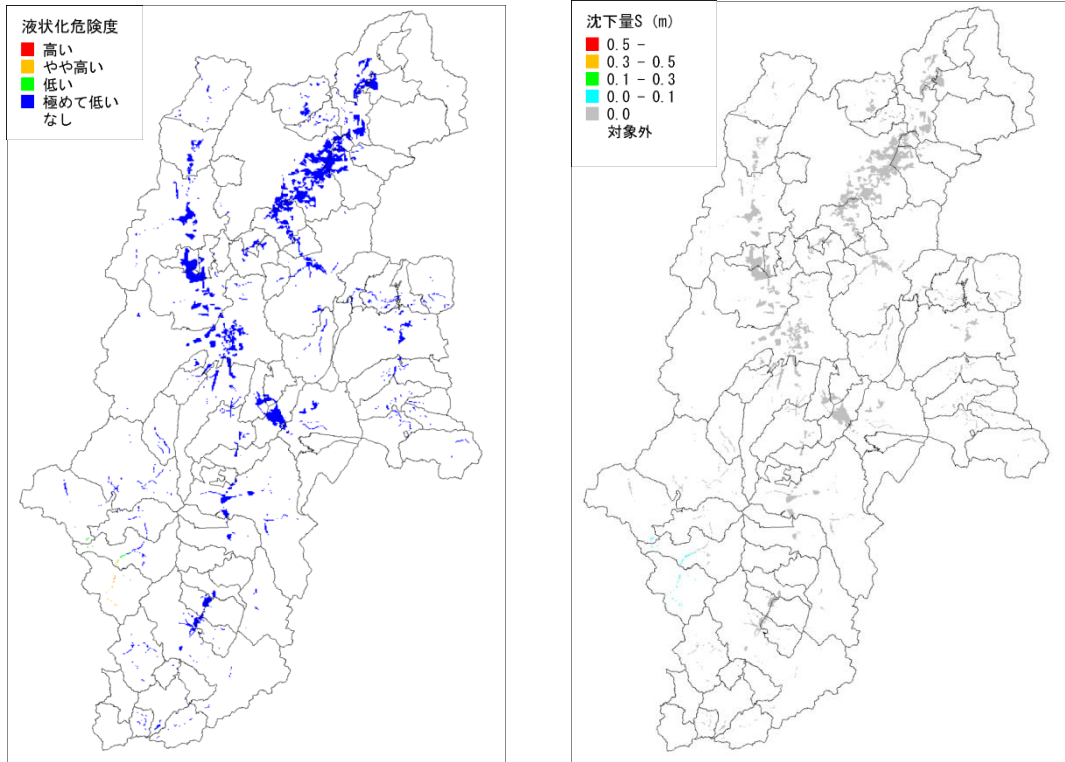 液状化危険度
高い
やや高い
低い
極めて低い
なし
沈下量S (m)
0.5 -
0.3 - 0.5
0.1 - 0.3
0.0 - 0.1
0.0
対象外